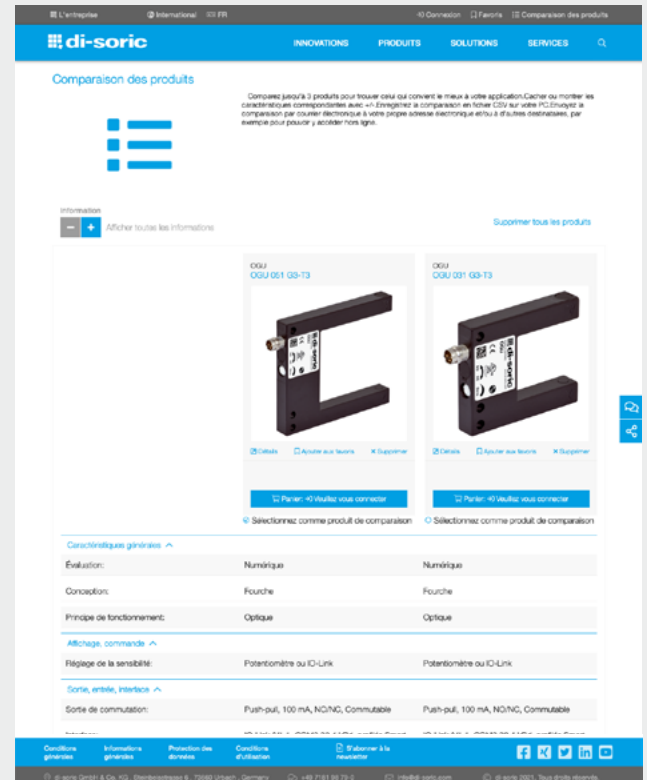 L'entreprise International FR Connexion Favoris Comparaison des produits
di-soric INNOVATIONS PRODUITS SOLUTIONS SERVICES
Comparaison des produits
Comparez jusqu'à 3 produits pour trouver celui qui convient le mieux à votre application.Cacher ou montrer les
caractéristiques correspondantes avec +/-.Enregistrez la comparaison en fichier CSV sur votre PC.Envoyez la
comparaison par courrier électronique à votre propre adresse électronique et/ou à d'autres destinataires, par
exemple pour pouvoir y accéder hors ligne.
Information
− + Afficher toutes les informations
Supprimer tous les produits
OGU OGU
OGU 051 G3-T3 OGU 031 G3-T3
di-soric di-soric
Détails Ajouter aux favoris Supprimer Détails Ajouter aux favoris Supprimer
Panier: Veuillez vous connecter Panier: Veuillez vous connecter
Sélectionnez comme produit de comparaison Sélectionnez comme produit de comparaison
Caractéristiques générales
Évaluation: Numérique Numérique
Conception: Fourche Fourche
Principe de fonctionnement: Optique Optique
Affichage, commande
Réglage de la sensibilité: Potentiomètre ou IO-Link Potentiomètre ou IO-Link
Sortie, entrée, interface
Sortie de commutation: Push-pull, 100 mA, NO/NC, Commutable Push-pull, 100 mA, NO/NC, Commutable
Conditions Informations Protection des Conditions S'abonner à la
générales générales données d'utilisation newsletter